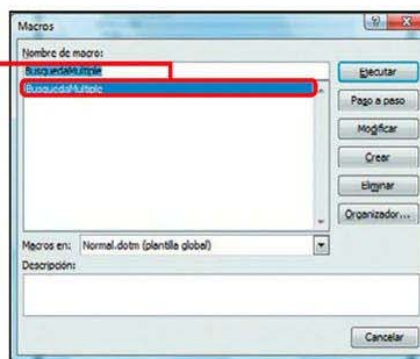 Macros
Nombre de macro:
BusquedaMultiple
BusquedaMultiple
Ejecutar
Paso a paso
Modificar
Crear
Eliminar
Organizador...
Macros en: Normal.dotm (plantilla global)
Descripción:
Cancelar